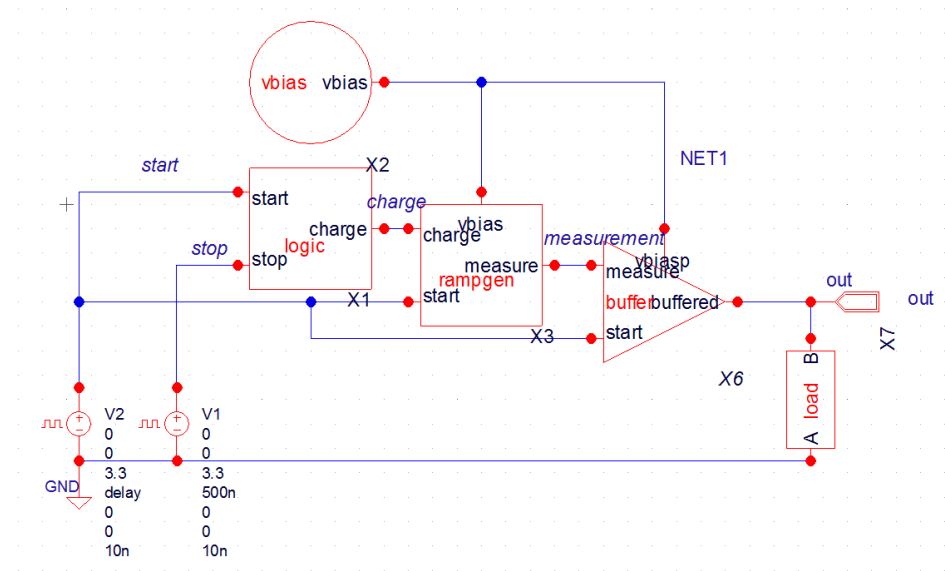 vbias vbias
NET1
start
X2
start
charge
charge
vbias
charge
stop
logic
stop
measurement
vbiasp
measure
measure
rampgen
out
X1
start
buffer
buffered
out
start
X3
X7
X6
B
load
A
V2
0
0
3.3
delay
0
0
10n
V1
0
0
3.3
500n
0
0
10n
GND